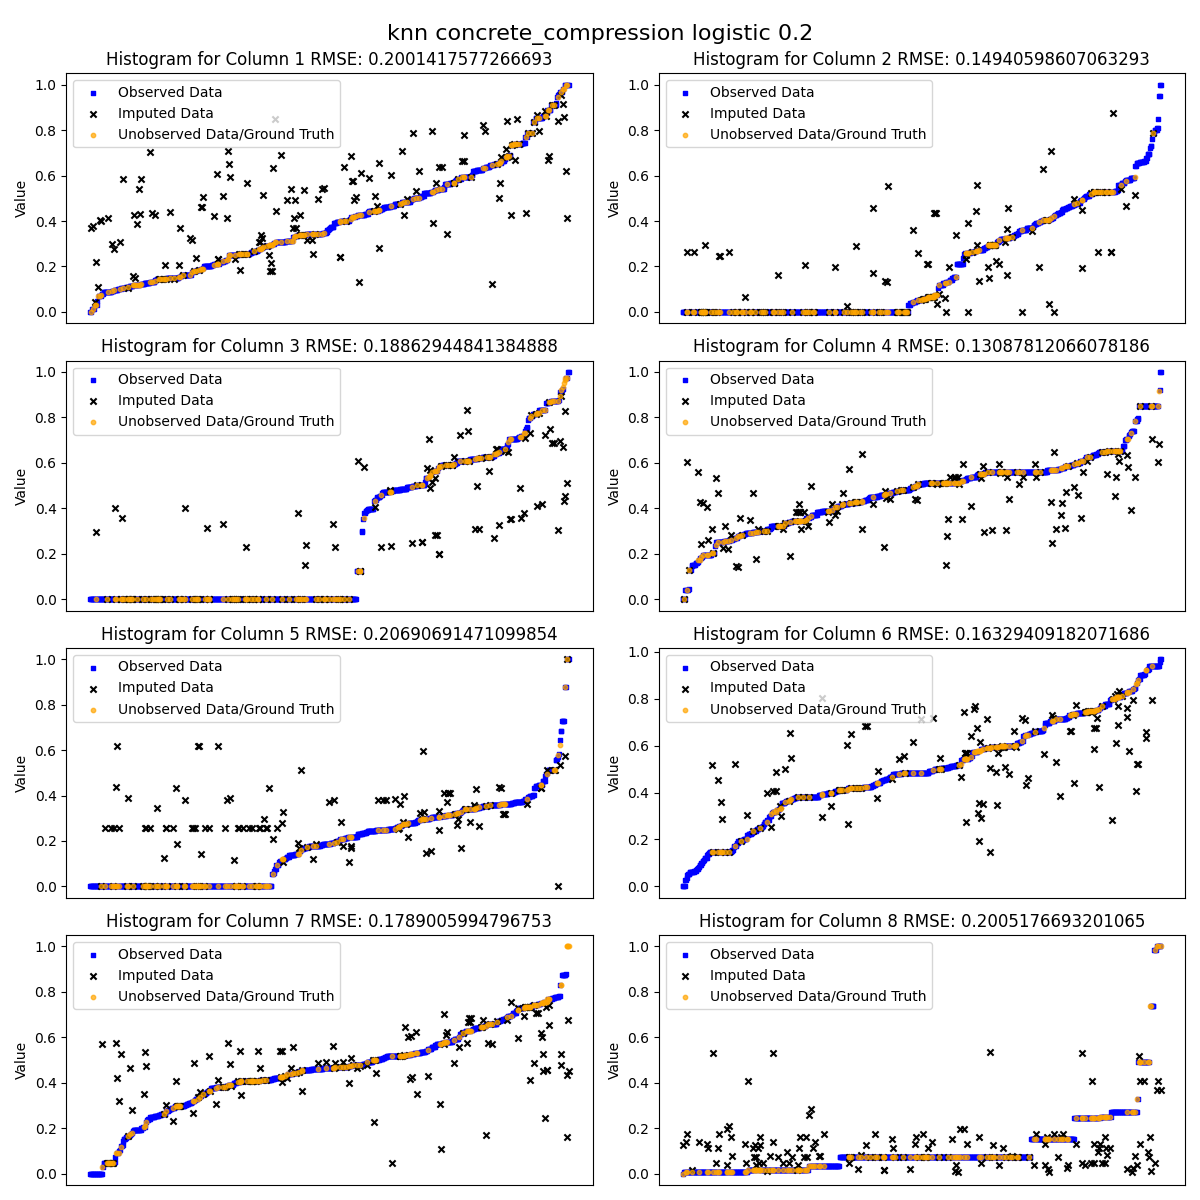 knn concrete_compression logistic 0.2
Histogram for Column 1 RMSE: 0.2001417577266693
Value
1.0
0.8
0.6
0.4
0.2
0.0
Observed Data
Imputed Data
Unobserved Data/Ground Truth
Histogram for Column 2 RMSE: 0.14940598607063293
Value
1.0
0.8
0.6
0.4
0.2
0.0
Observed Data
Imputed Data
Unobserved Data/Ground Truth
Histogram for Column 3 RMSE: 0.18862944841384888
Value
1.0
0.8
0.6
0.4
0.2
0.0
Observed Data
Imputed Data
Unobserved Data/Ground Truth
Histogram for Column 4 RMSE: 0.13087812066078186
Value
1.0
0.8
0.6
0.4
0.2
0.0
Observed Data
Imputed Data
Unobserved Data/Ground Truth
Histogram for Column 5 RMSE: 0.20690691471099854
Value
1.0
0.8
0.6
0.4
0.2
0.0
Observed Data
Imputed Data
Unobserved Data/Ground Truth
Histogram for Column 6 RMSE: 0.16329409182071686
Value
1.0
0.8
0.6
0.4
0.2
0.0
Observed Data
Imputed Data
Unobserved Data/Ground Truth
Histogram for Column 7 RMSE: 0.1789005994796753
Value
1.0
0.8
0.6
0.4
0.2
0.0
Observed Data
Imputed Data
Unobserved Data/Ground Truth
Histogram for Column 8 RMSE: 0.2005176693201065
Value
1.0
0.8
0.6
0.4
0.2
0.0
Observed Data
Imputed Data
Unobserved Data/Ground Truth